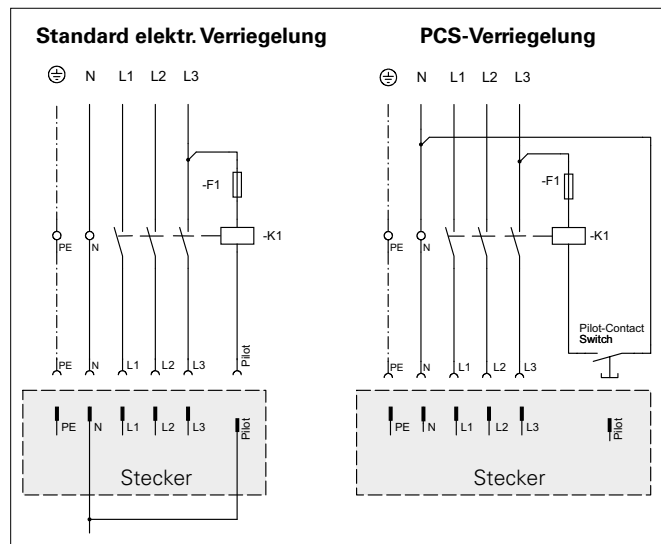 Standard elektr. Verriegelung
N L1 L2 L3
-F1
-K1
PE N
Pilot
PE N L1 L2 L3
PE N L1 L2 L3 Pilot
Stecker
PCS-Verriegelung
N L1 L2 L3
-F1
-K1
PE N
Pilot-Contact
Switch
PE N L1 L2 L3
PE N L1 L2 L3 Pilot
Stecker